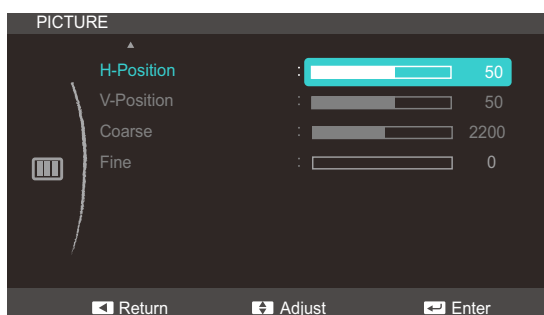 PICTURE
H-Position : 50
V-Position : 50
Coarse : 2200
Fine : 0
Return Adjust Enter